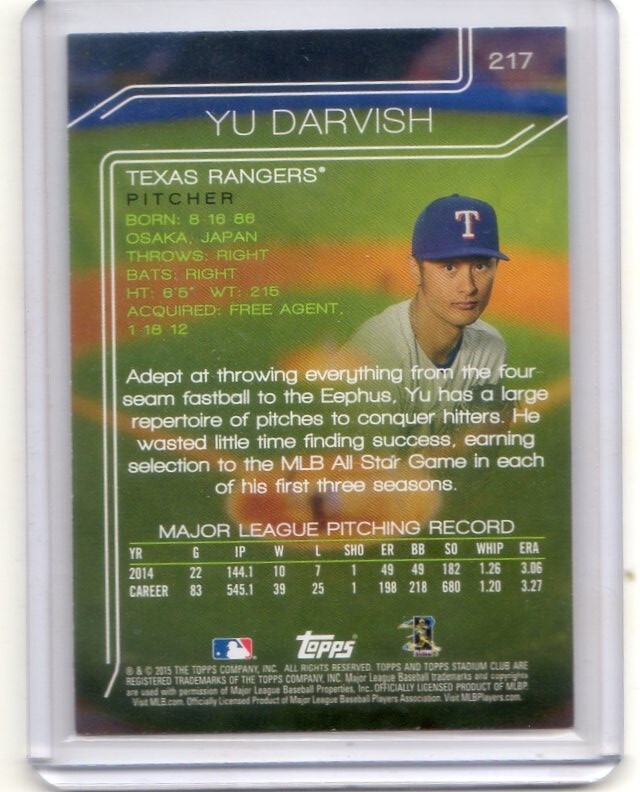 217
YU DARVISH
TEXAS RANGERS®
PITCHER
BORN: 8 16 86
OSAKA, JAPAN
THROWS: RIGHT
BATS: RIGHT
HT: 6'5" WT: 215
ACQUIRED: FREE AGENT,
1 18 12
T
Adept at throwing everything from the four-
seam fastball to the Eephus, Yu has a large
repertoire of pitches to conquer hitters. He
wasted little time finding success, earning
selection to the MLB All Star Game in each
of his first three seasons.
MAJOR LEAGUE PITCHING RECORD
YR G IP W L SHO ER BB SO WHIP ERA
2014 22 144.1 10 7 1 49 49 182 1.26 3.06
CAREER 83 545.1 39 25 1 198 218 680 1.20 3.27
topps
® & © 2015 THE TOPPS COMPANY, INC. ALL RIGHTS RESERVED. TOPPS AND TOPPS STADIUM CLUB ARE
REGISTERED TRADEMARKS OF THE TOPPS COMPANY, INC. Major League Baseball trademarks and copyrights
are used with permission of Major League Baseball Properties, Inc. OFFICIALLY LICENSED PRODUCT OF MLBP.
Visit MLB.com. Officially Licensed Product of Major League Baseball Players Association. Visit MLBPlayers.com.